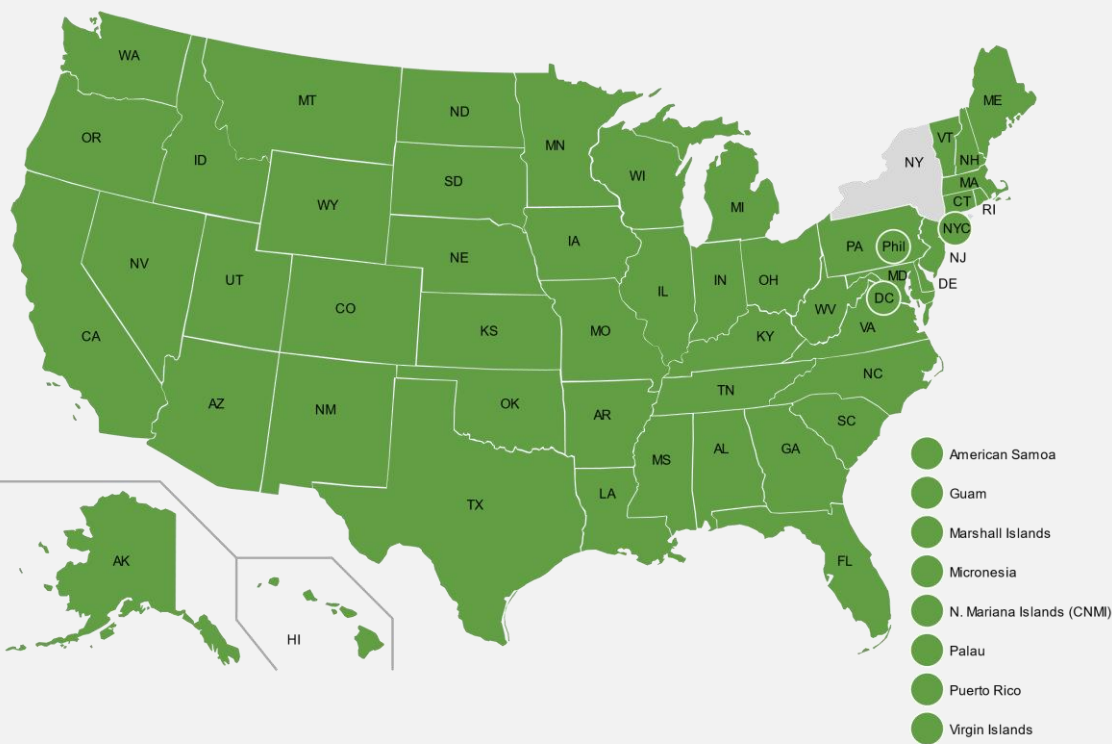 WA
MT
ND
MN
ME
OR
ID
SD
WI
MI
NY
VT
NH
MA
CT
RI
WY
IA
NE
PA
Phil
NYC
NJ
NV
UT
CO
IL
IN
OH
MD
DE
DC
WV
VA
CA
KS
MO
KY
AZ
NM
OK
AR
TN
NC
SC
MS
AL
GA
LA
TX
FL
AK
HI
American Samoa
Guam
Marshall Islands
Micronesia
N. Mariana Islands (CNMI)
Palau
Puerto Rico
Virgin Islands